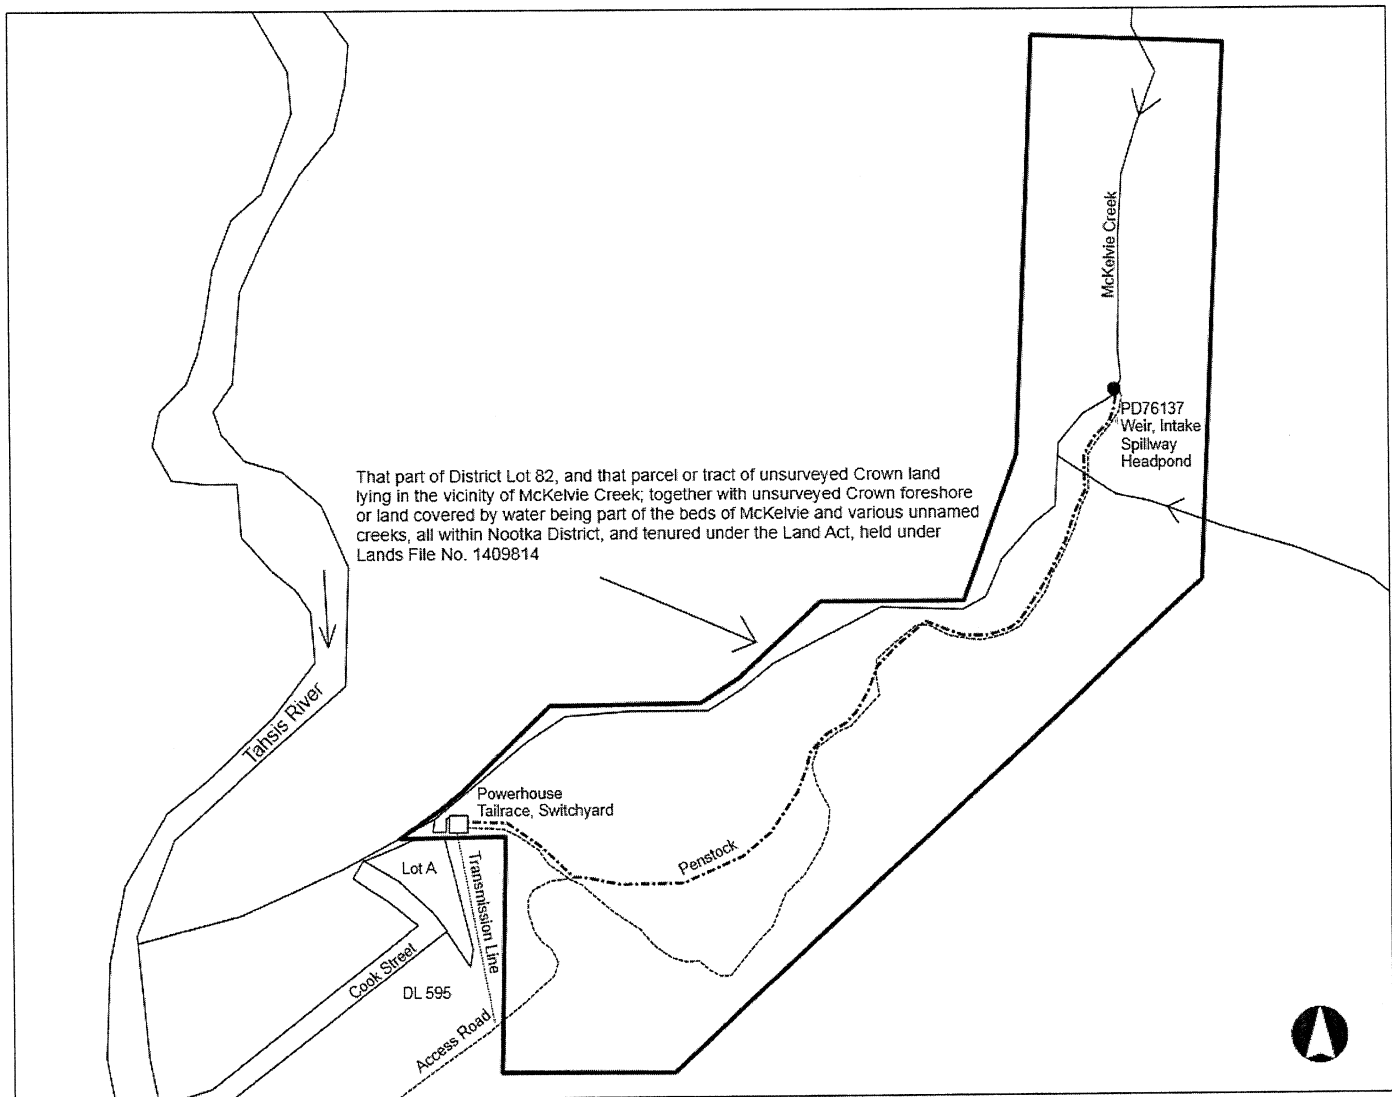 McKelvie Creek
PD76137
Weir, Intake
Spillway
Headpond
That part of District Lot 82, and that parcel or tract of unsurveyed Crown land
lying in the vicinity of McKelvie Creek; together with unsurveyed Crown foreshore
or land covered by water being part of the beds of McKelvie and various unnamed
creeks, all within Nootka District, and tenured under the Land Act, held under
Lands File No. 1409814
Tahsis River
Powerhouse
Tailrace, Switchyard
Penstock
Lot A
Transmission Line
Cook Street
DL 595
Access Road